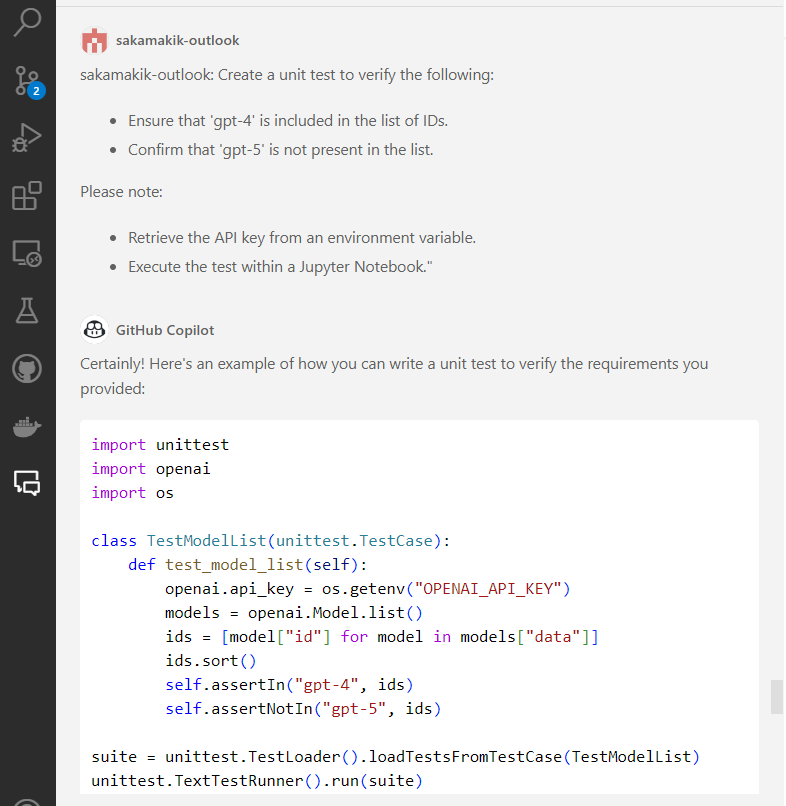 2
sakamakik-outlook
sakamakik-outlook: Create a unit test to verify the following:
• Ensure that 'gpt-4' is included in the list of IDs.
• Confirm that 'gpt-5' is not present in the list.
Please note:
• Retrieve the API key from an environment variable.
• Execute the test within a Jupyter Notebook."
GitHub Copilot
Certainly! Here's an example of how you can write a unit test to verify the requirements you
provided:
import unittest
import openai
import os

class TestModelList(unittest.TestCase):
    def test_model_list(self):
        openai.api_key = os.getenv("OPENAI_API_KEY")
        models = openai.Model.list()
        ids = [model["id"] for model in models["data"]]
        ids.sort()
        self.assertIn("gpt-4", ids)
        self.assertNotIn("gpt-5", ids)

suite = unittest.TestLoader().loadTestsFromTestCase(TestModelList)
unittest.TextTestRunner().run(suite)